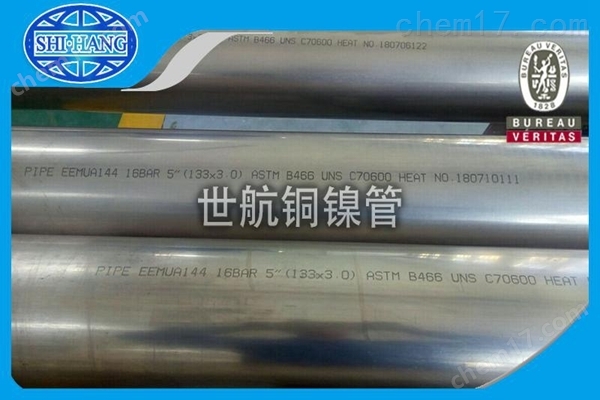 SHI·HANG
chem17.com
ASTM B466 UNS C70600 HEAT NO.180706122
1828
BUREAU
VERITAS
PIPE EEMUA144 16BAR 5"(133x3.0) ASTM B466 UNS C70600 HEAT NO.180710111
世航铜镍管
PIPE EEMUA144 16BAR 5"(133x3.0) ASTM B466 UNS C70600 HEAT